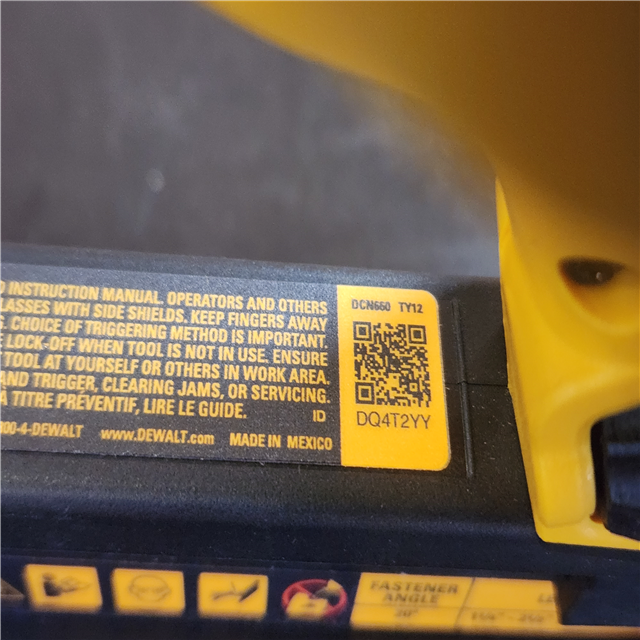 INSTRUCTION MANUAL. OPERATORS AND OTHERS
WITH SIDE SHIELDS. KEEP FINGERS AWAY
CHOICE OF TRIGGERING METHOD IS IMPORTANT.
LOCK-OFF WHEN TOOL IS NOT IN USE. ENSURE
TOOL AT YOURSELF OR OTHERS IN WORK AREA.
AND TRIGGER, CLEARING JAMS, OR SERVICING.
À TITRE PRÉVENTIF, LIRE LE GUIDE.
ID
00-4-DEWALT www.DEWALT.com MADE IN MEXICO
DCN660 TY12
DQ4T2YY
FASTENER
ANGLE
20°